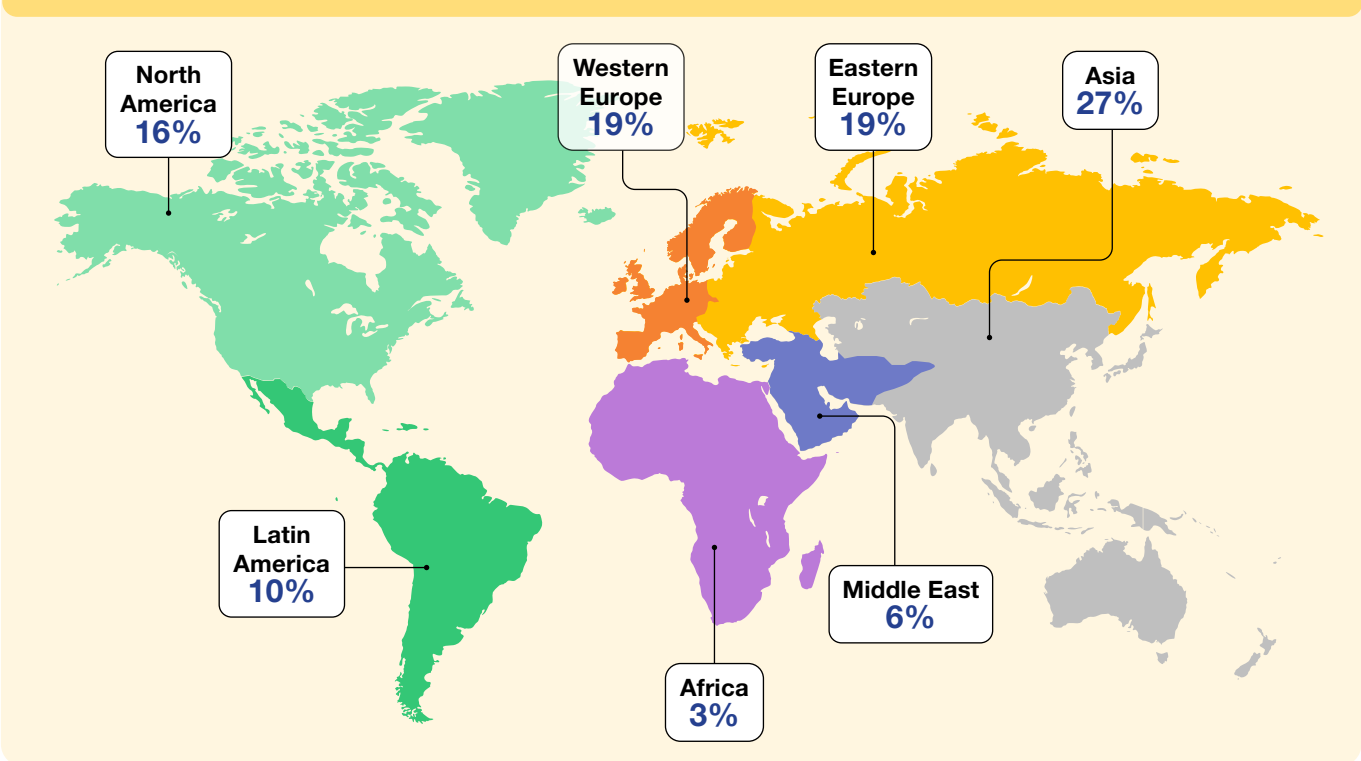 North
America
16%
Western
Europe
19%
Eastern
Europe
19%
Asia
27%
Latin
America
10%
Middle East
6%
Africa
3%